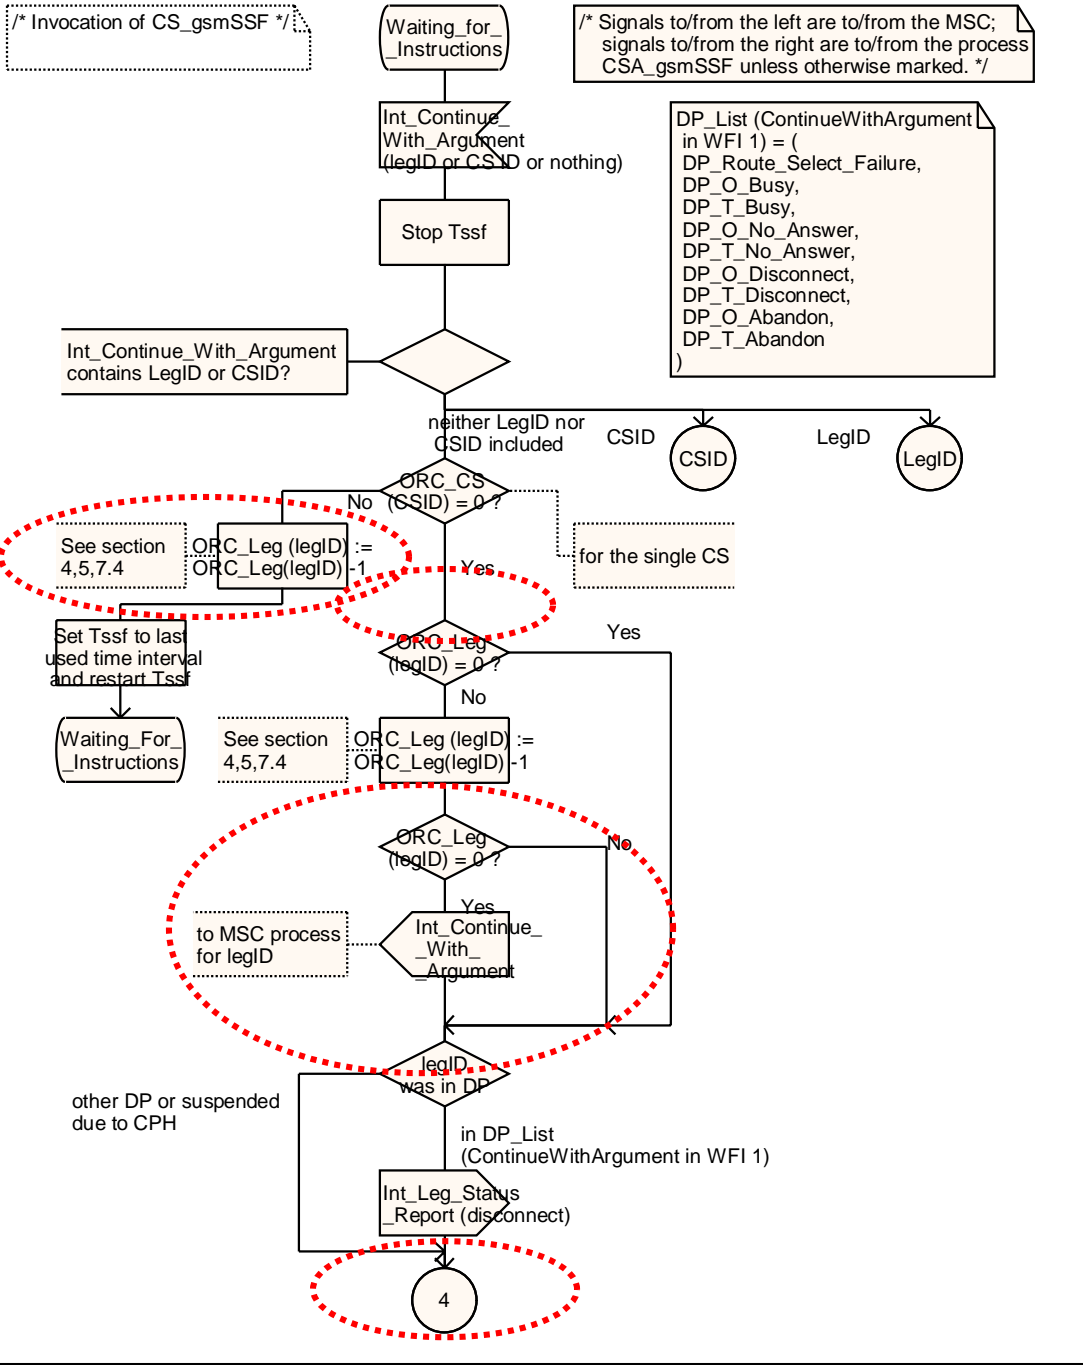 /* Invocation of CS_gsmSSF */
Waiting_for_
_Instructions
/* Signals to/from the left are to/from the MSC;
signals to/from the right are to/from the process
CSA_gsmSSF unless otherwise marked. */
Int_Continue_
With_Argument
(legID or CS ID or nothing)
DP_List (ContinueWithArgument
in WFI 1) = (
DP_Route_Select_Failure,
DP_O_Busy,
DP_T_Busy,
DP_O_No_Answer,
DP_T_No_Answer,
DP_O_Disconnect,
DP_T_Disconnect,
DP_O_Abandon,
DP_T_Abandon
)
Stop Tssf
Int_Continue_With_Argument
contains LegID or CSID?
neither LegID nor
CSID included
CSID
CSID
LegID
LegID
ORC_CS
(CSID) = 0 ?
No
for the single CS
See section
4,5,7.4
ORC_Leg (legID) :=
ORC_Leg(legID) -1
Yes
Set Tssf to last
used time interval
and restart Tssf
ORC_Leg
(legID) = 0 ?
Yes
No
Waiting_For_
_Instructions
See section
4,5,7.4
ORC_Leg (legID) :=
ORC_Leg(legID) -1
ORC_Leg
(legID) = 0 ?
No
Yes
to MSC process
for legID
Int_Continue_
_With_
_Argument
legID
was in DP
other DP or suspended
due to CPH
in DP_List
(ContinueWithArgument in WFI 1)
Int_Leg_Status
_Report (disconnect)
4